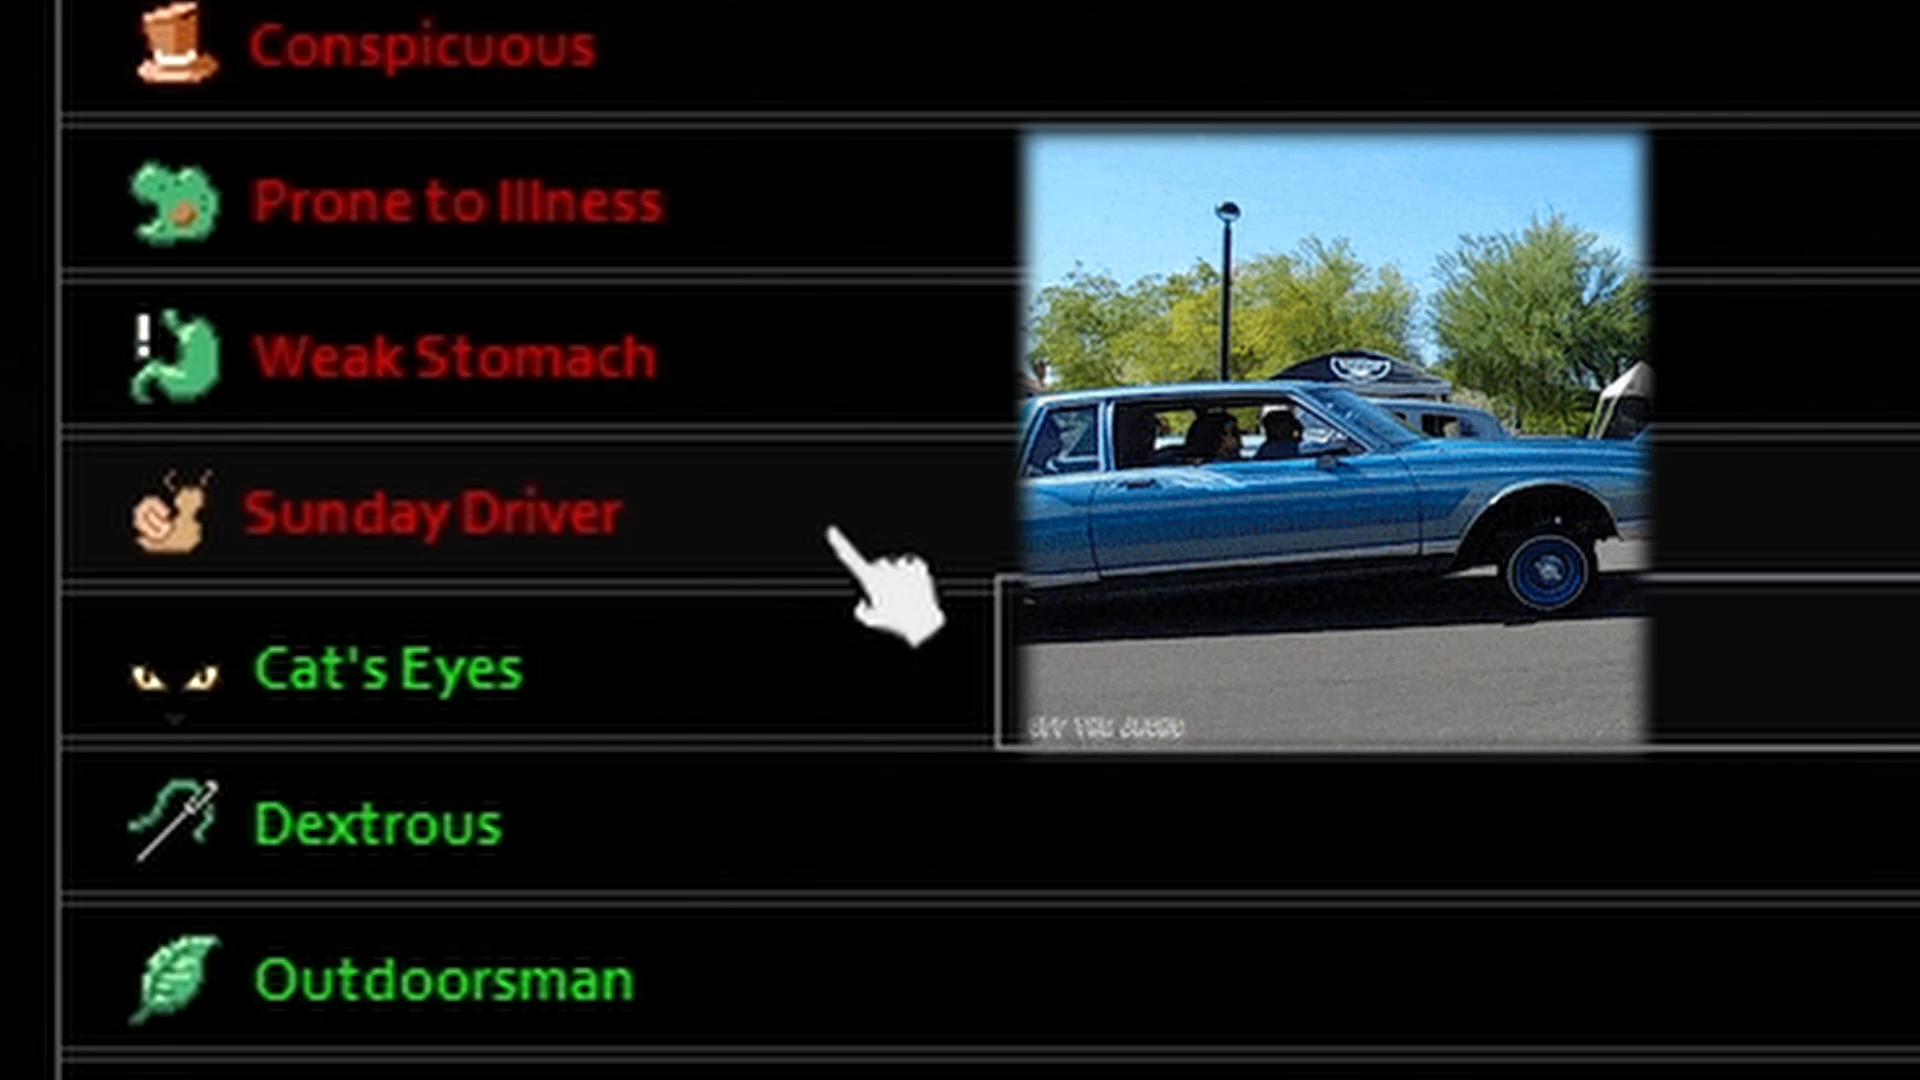 Conspicuous
Prone to Illness
Weak Stomach
Sunday Driver
Cat's Eyes
Dextrous
Outdoorsman